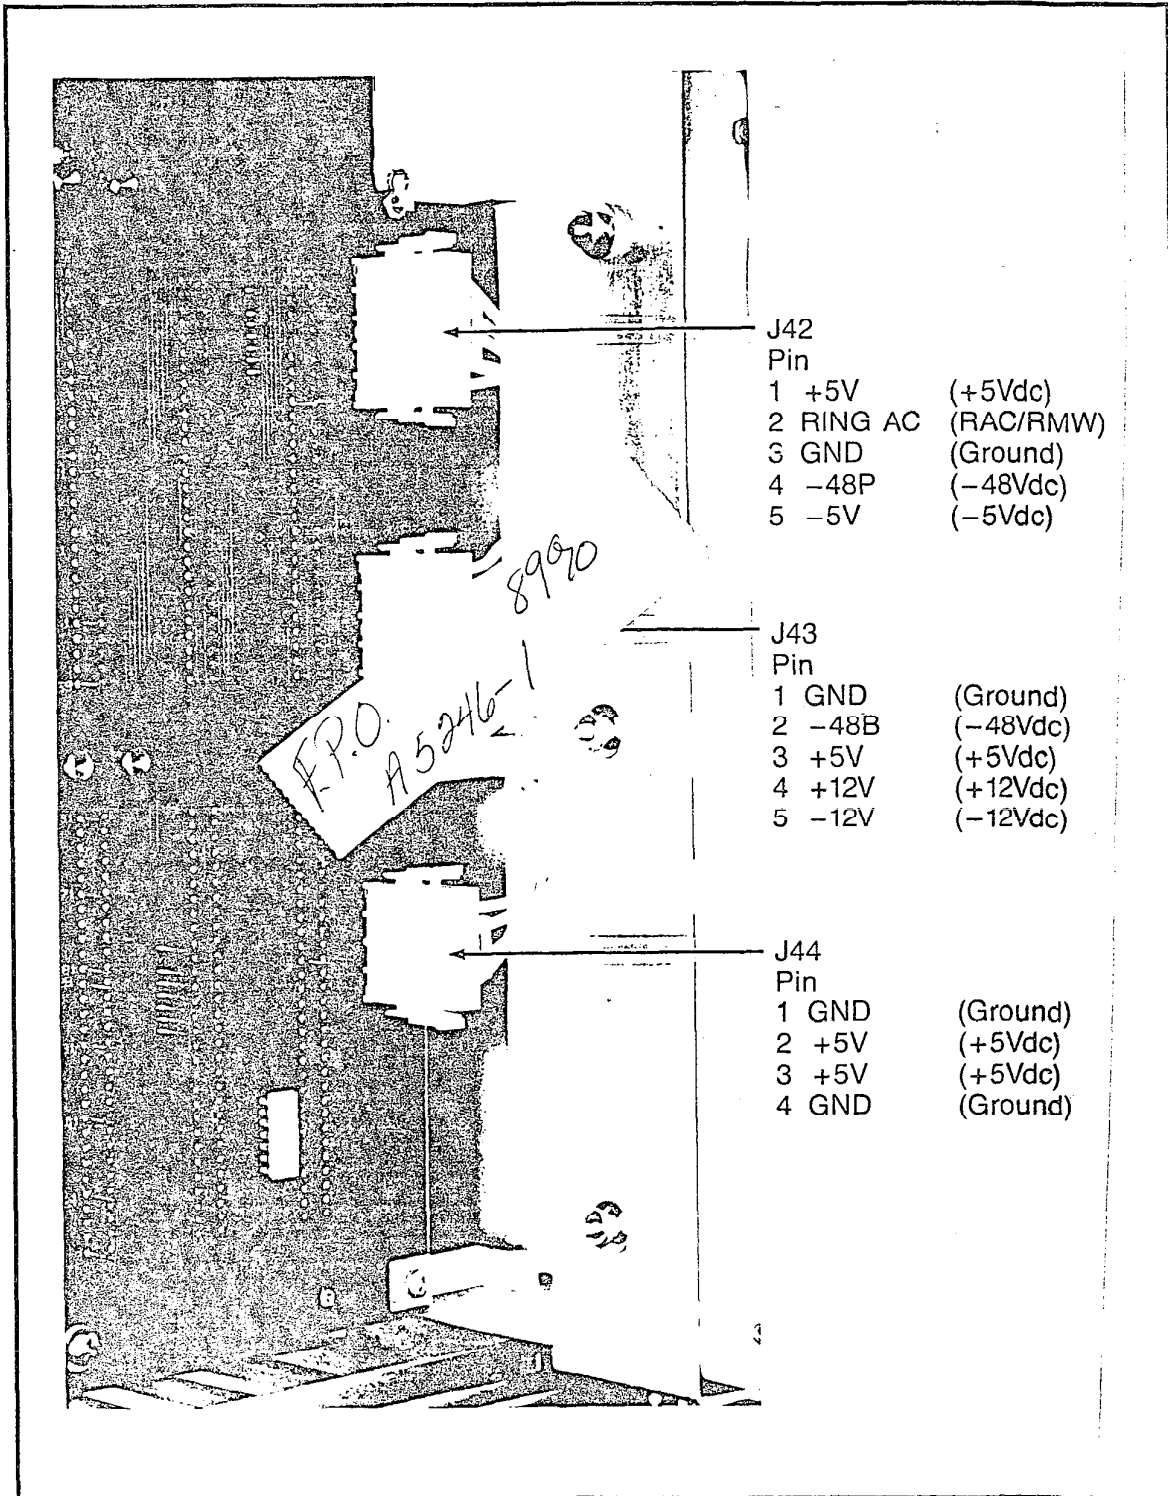 J42
Pin
1 +5V (+5Vdc)
2 RING AC (RAC/RMW)
3 GND (Ground)
4 −48P (−48Vdc)
5 −5V (−5Vdc)
8990
F.P.O.
A5246-1
J43
Pin
1 GND (Ground)
2 −48B (−48Vdc)
3 +5V (+5Vdc)
4 +12V (+12Vdc)
5 −12V (−12Vdc)
J44
Pin
1 GND (Ground)
2 +5V (+5Vdc)
3 +5V (+5Vdc)
4 GND (Ground)